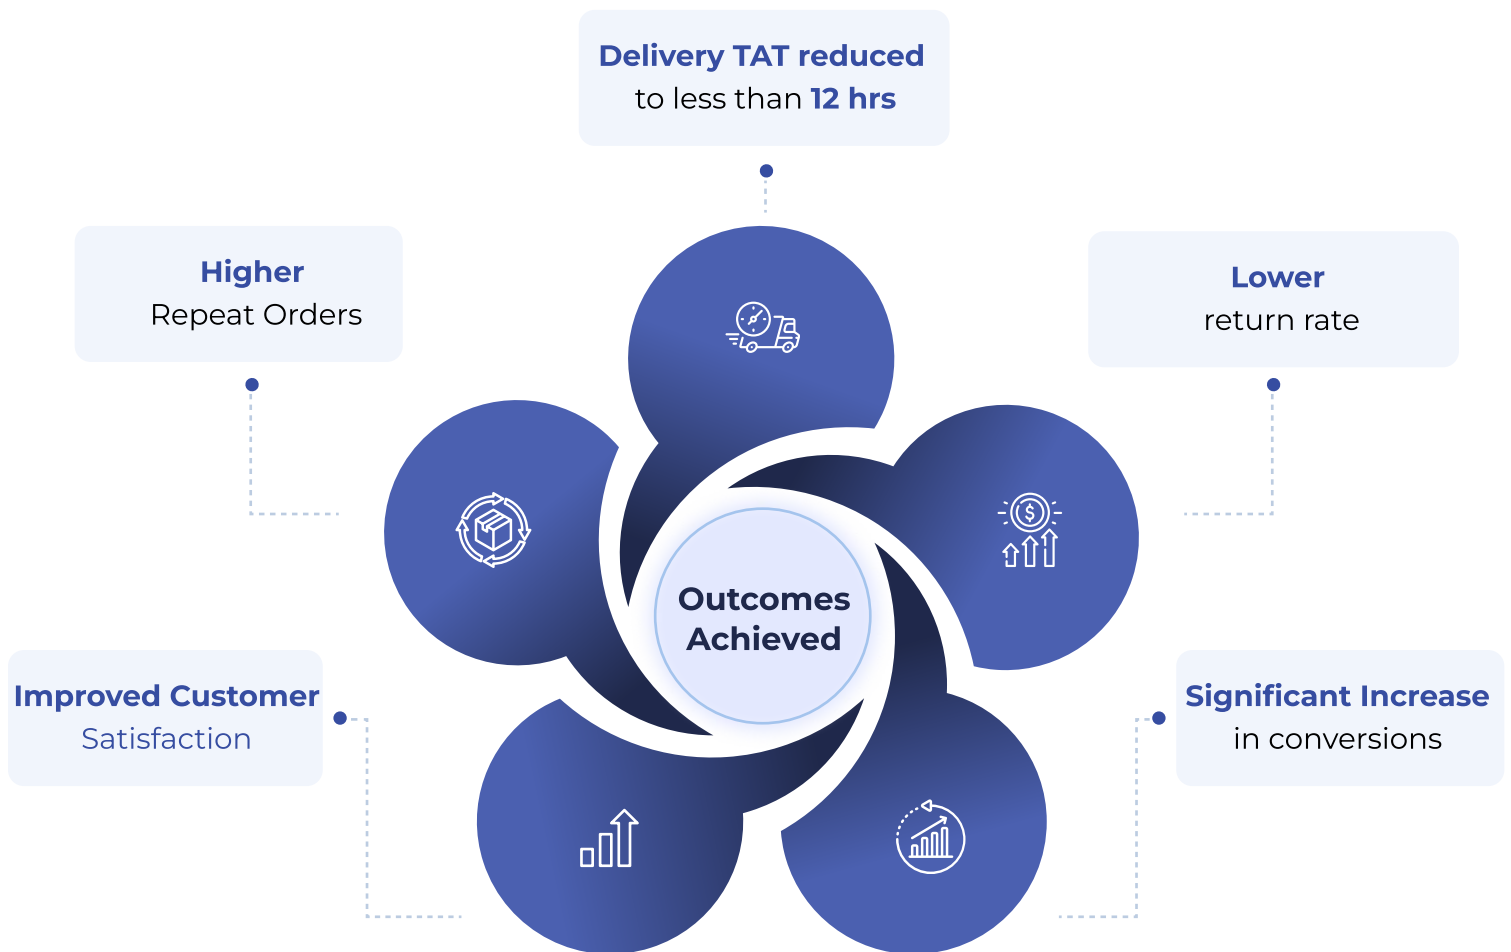 Delivery TAT reduced
to less than 12 hrs
Higher
Repeat Orders
Lower
return rate
$
Outcomes
Achieved
Improved Customer
Satisfaction
Significant Increase
in conversions